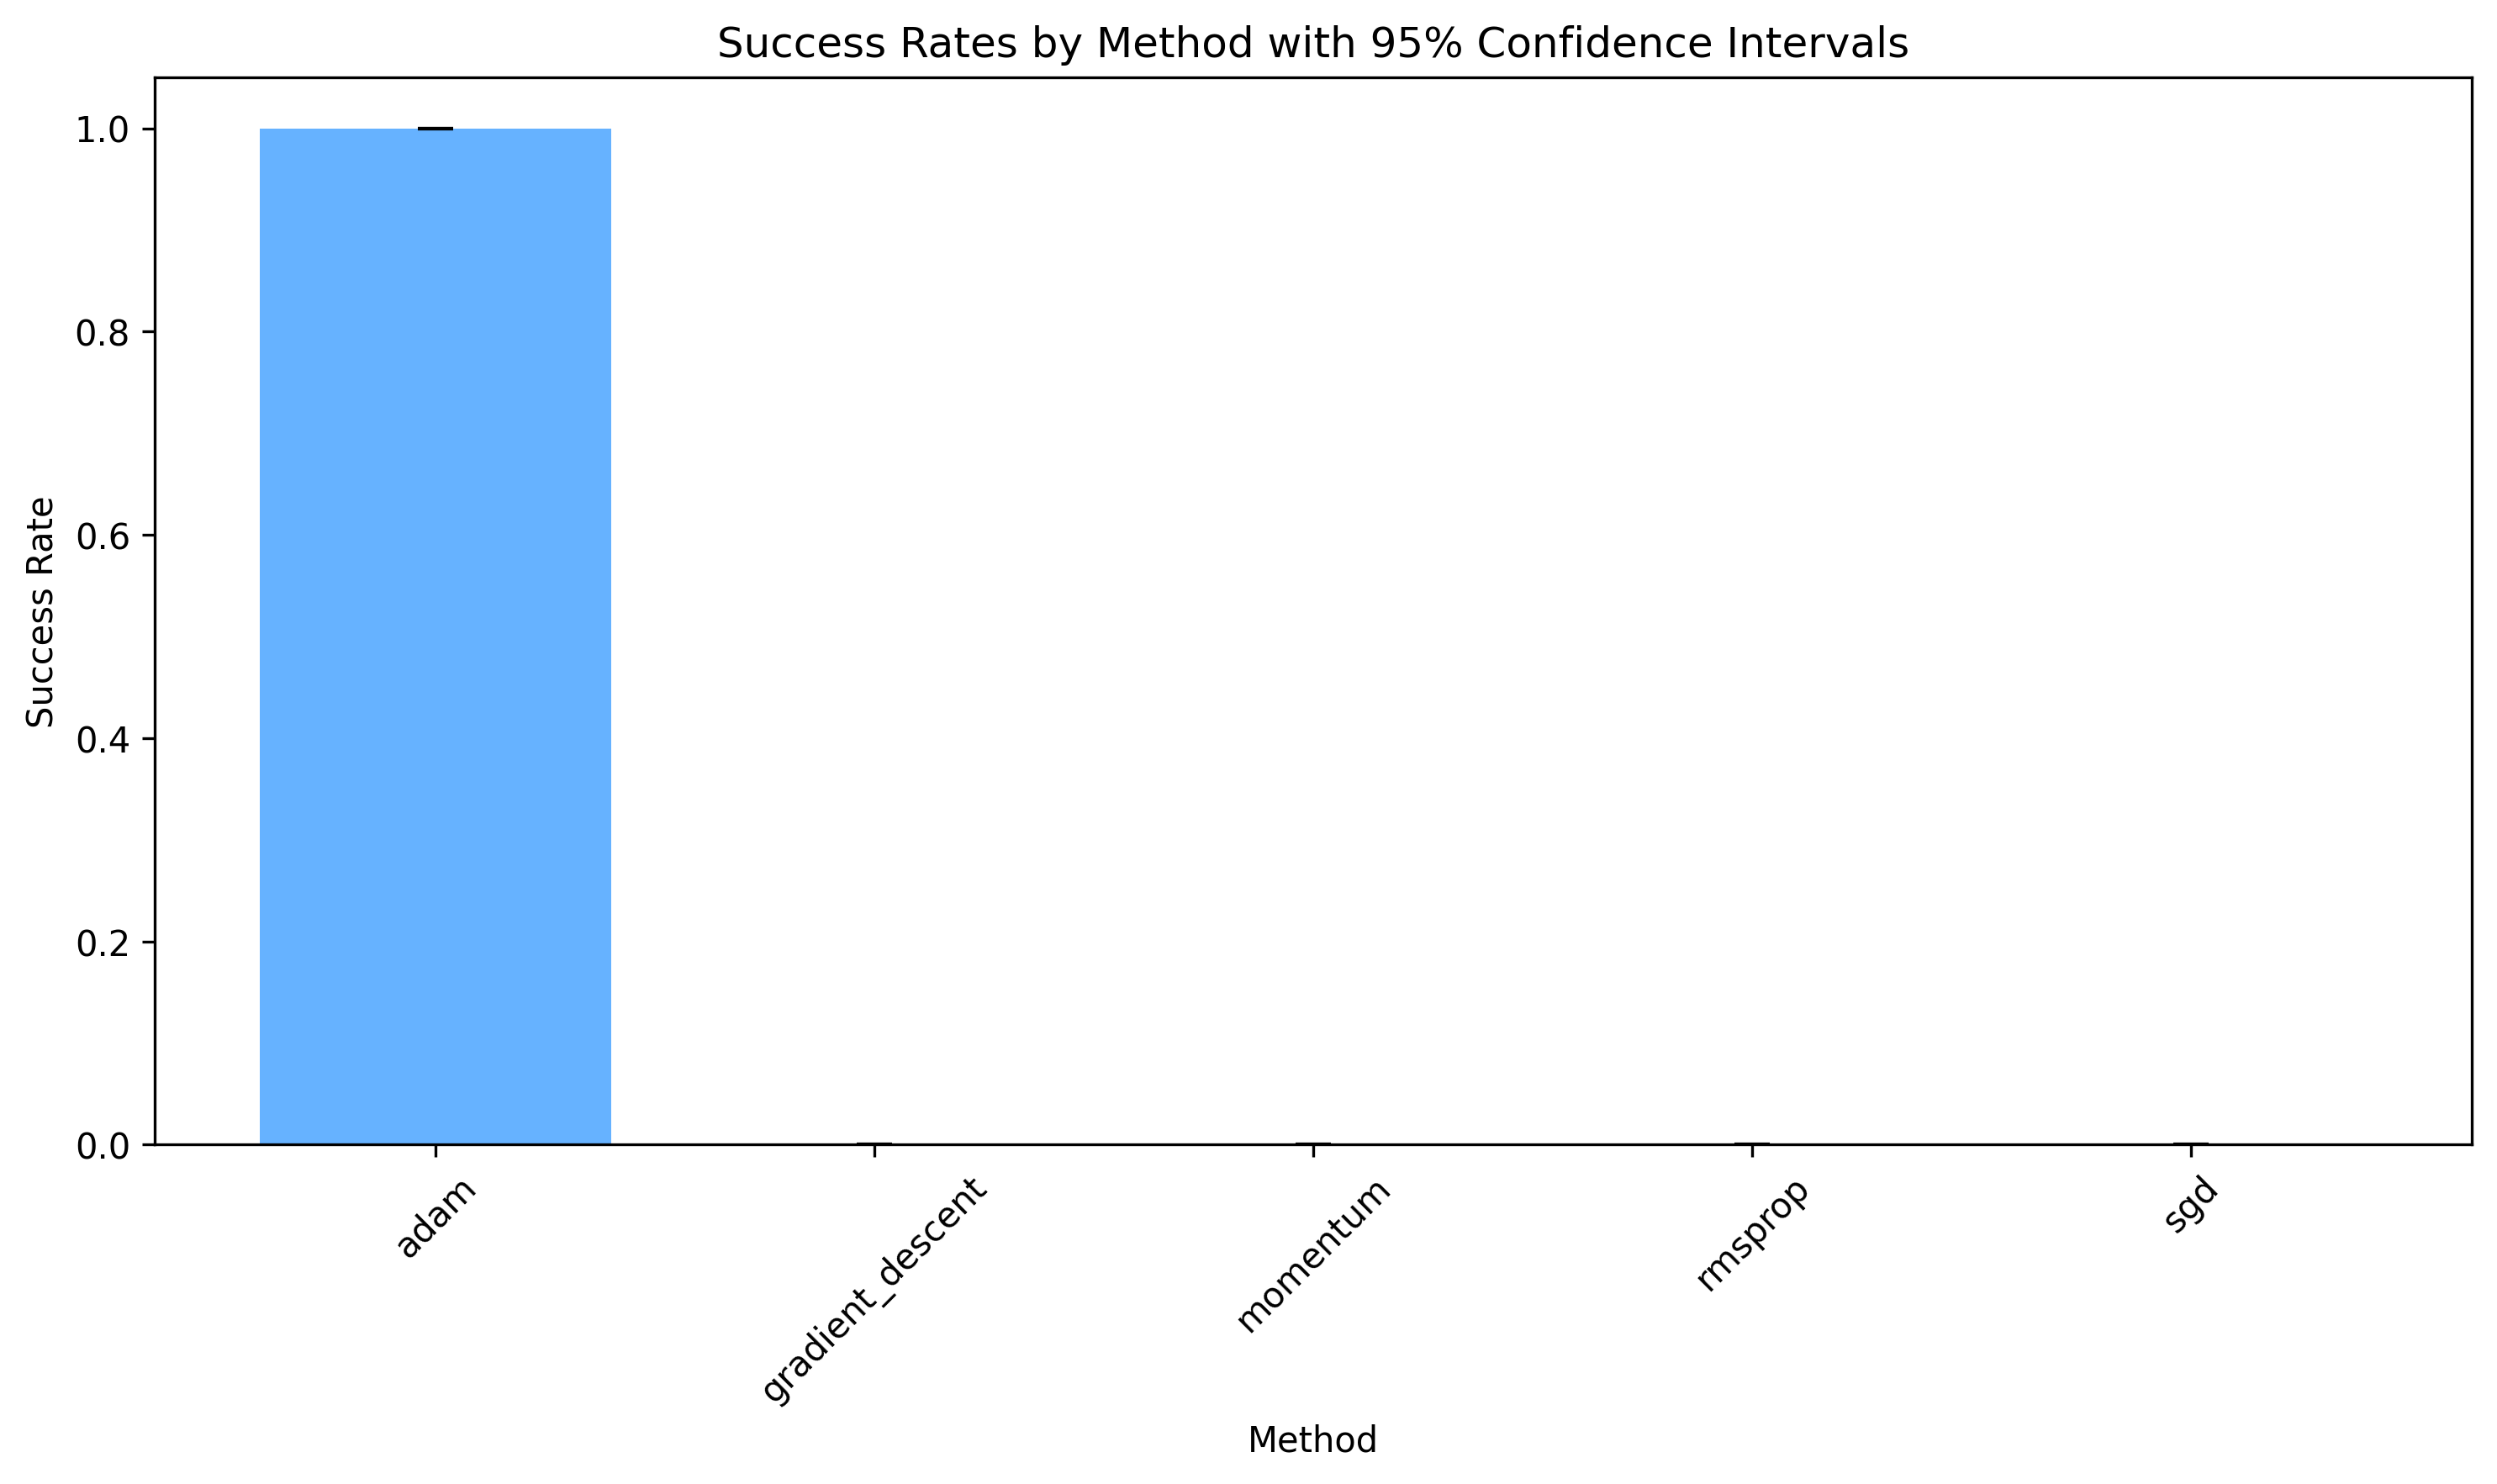 Success Rates by Method with 95% Confidence Intervals
Success Rate
1.0
0.8
0.6
0.4
0.2
0.0
adam
gradient_descent
momentum
rmsprop
sgd
Method